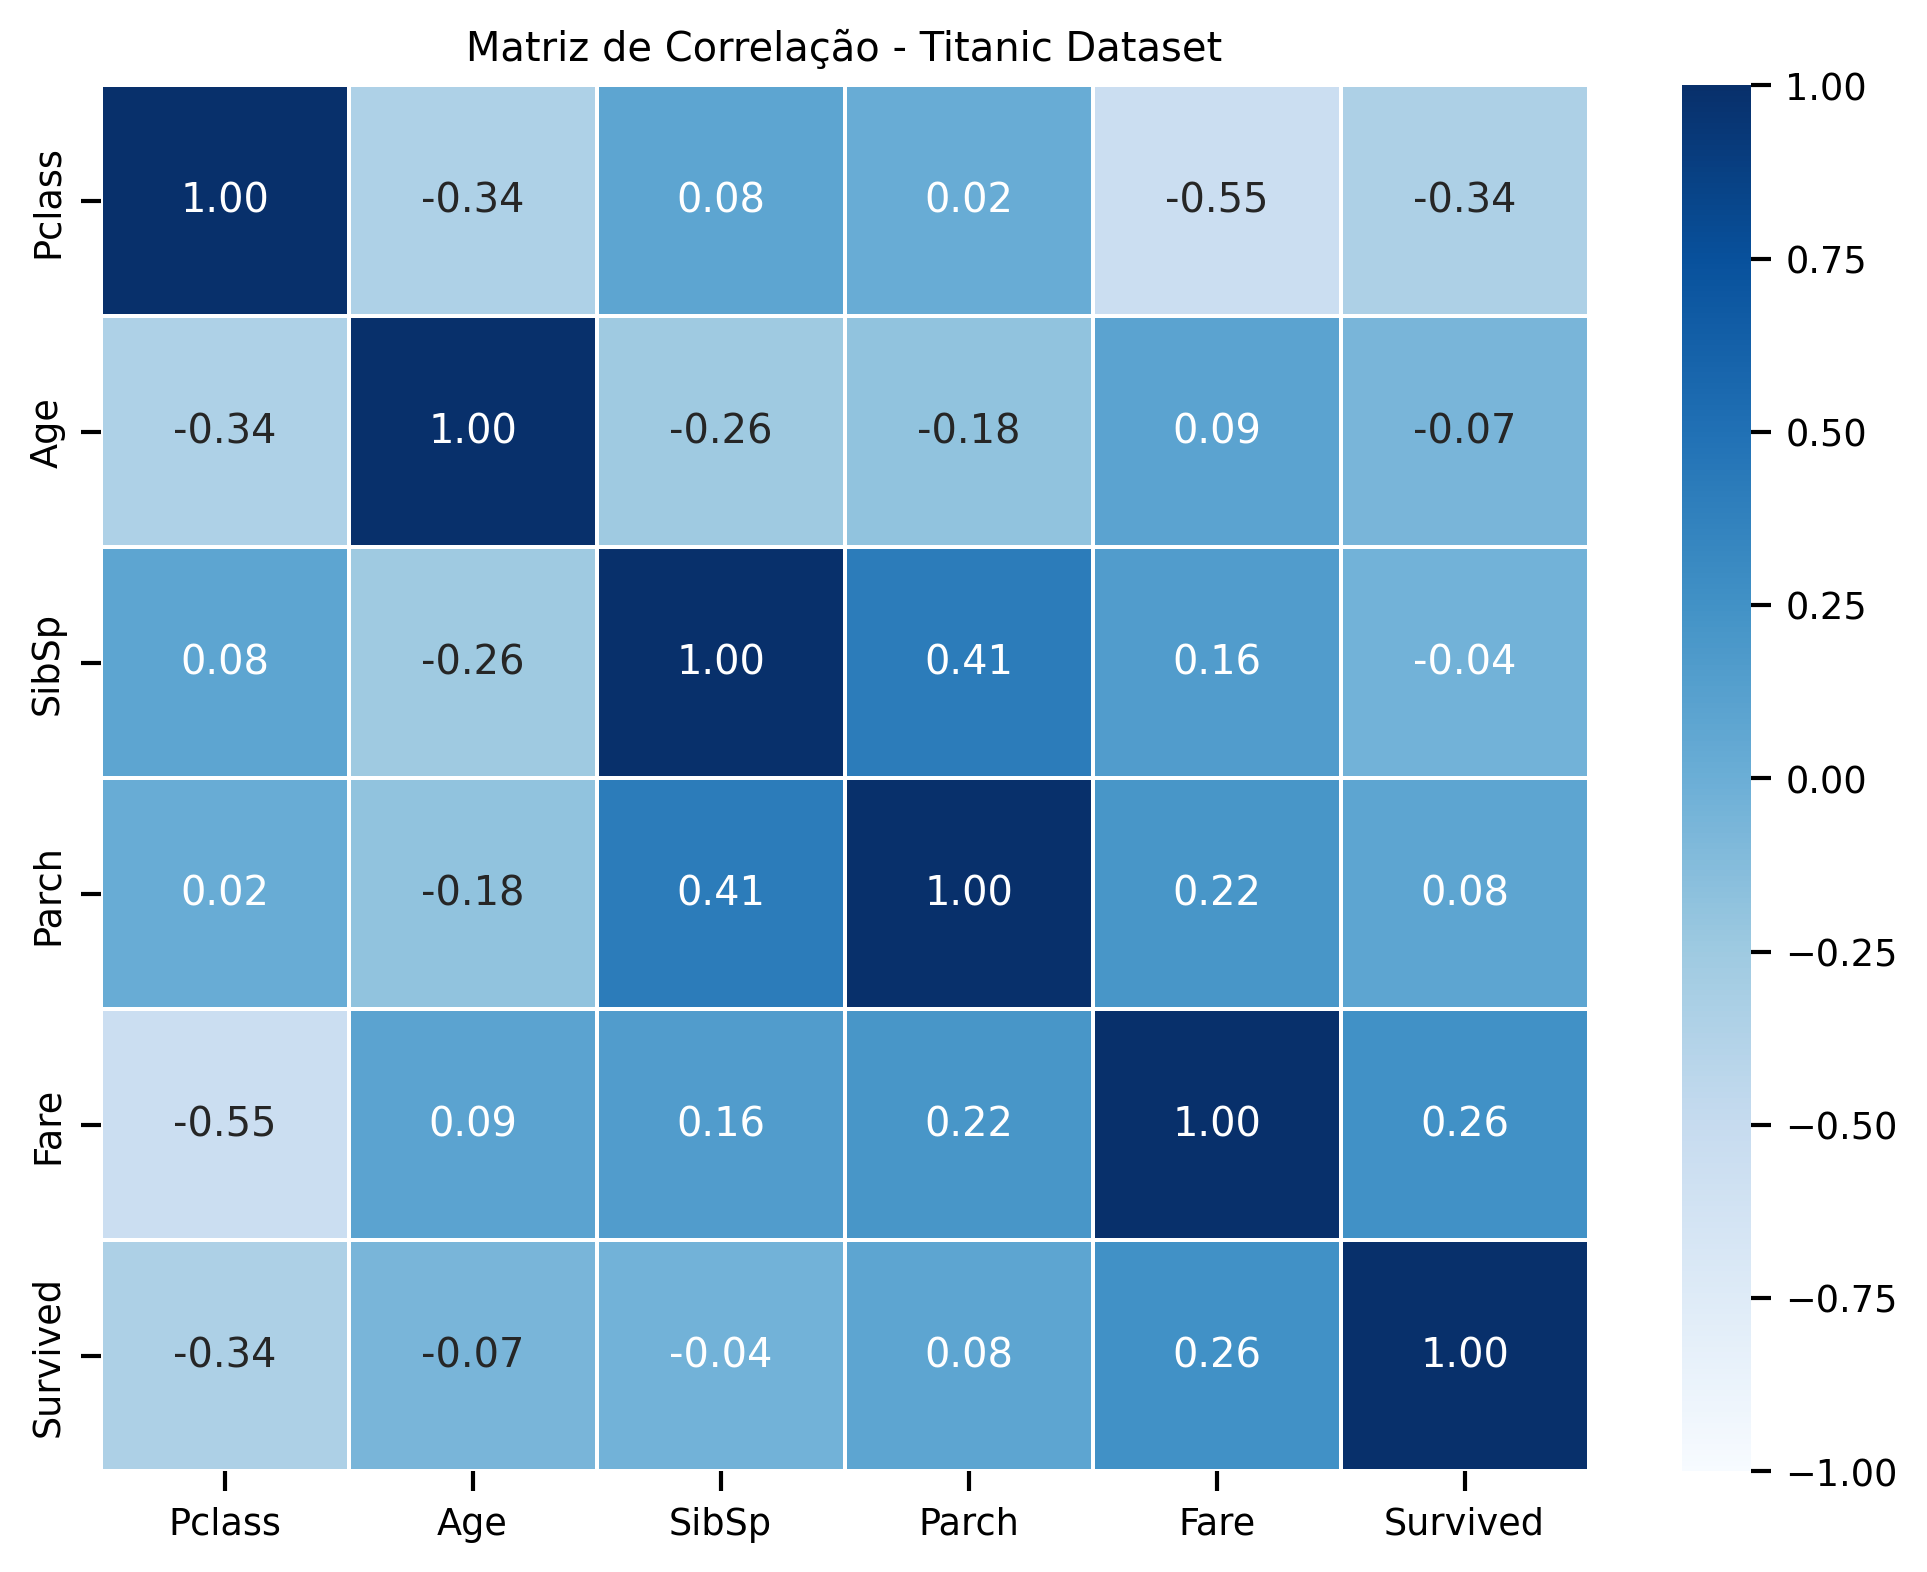 Matriz de Correlação - Titanic Dataset
Pclass 1.00 -0.34 0.08 0.02 -0.55 -0.34
Age -0.34 1.00 -0.26 -0.18 0.09 -0.07
SibSp 0.08 -0.26 1.00 0.41 0.16 -0.04
Parch 0.02 -0.18 0.41 1.00 0.22 0.08
Fare -0.55 0.09 0.16 0.22 1.00 0.26
Survived -0.34 -0.07 -0.04 0.08 0.26 1.00
Pclass Age SibSp Parch Fare Survived
1.00
0.75
0.50
0.25
0.00
−0.25
−0.50
−0.75
−1.00